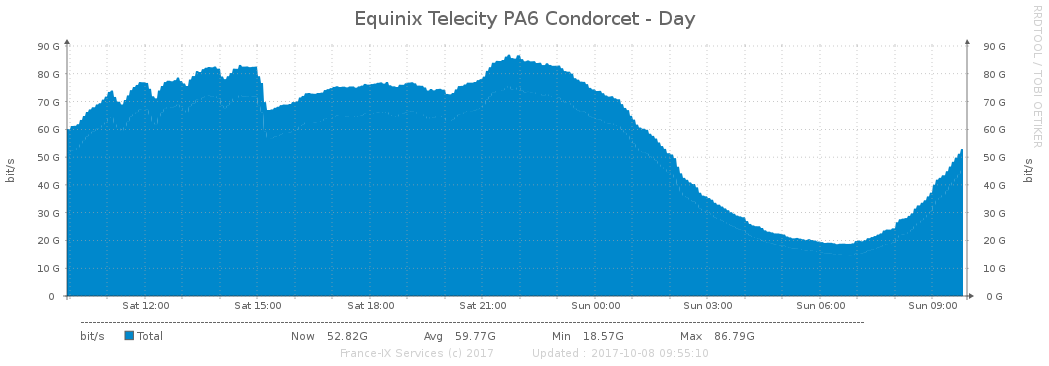 Equinix Telecity PA6 Condorcet - Day
RRDTOOL / TOBI OETIKER
90 G 90 G
80 G 80 G
70 G 70 G
60 G 60 G
50 G 50 G
40 G 40 G
30 G 30 G
20 G 20 G
10 G 10 G
0 0 G
bit/s bit/s
Sat 12:00 Sat 15:00 Sat 18:00 Sat 21:00 Sun 00:00 Sun 03:00 Sun 06:00 Sun 09:00
bit/s Total Now 52.82G Avg 59.77G Min 18.57G Max 86.79G
France-IX Services (c) 2017 Updated : 2017-10-08 09:55:10